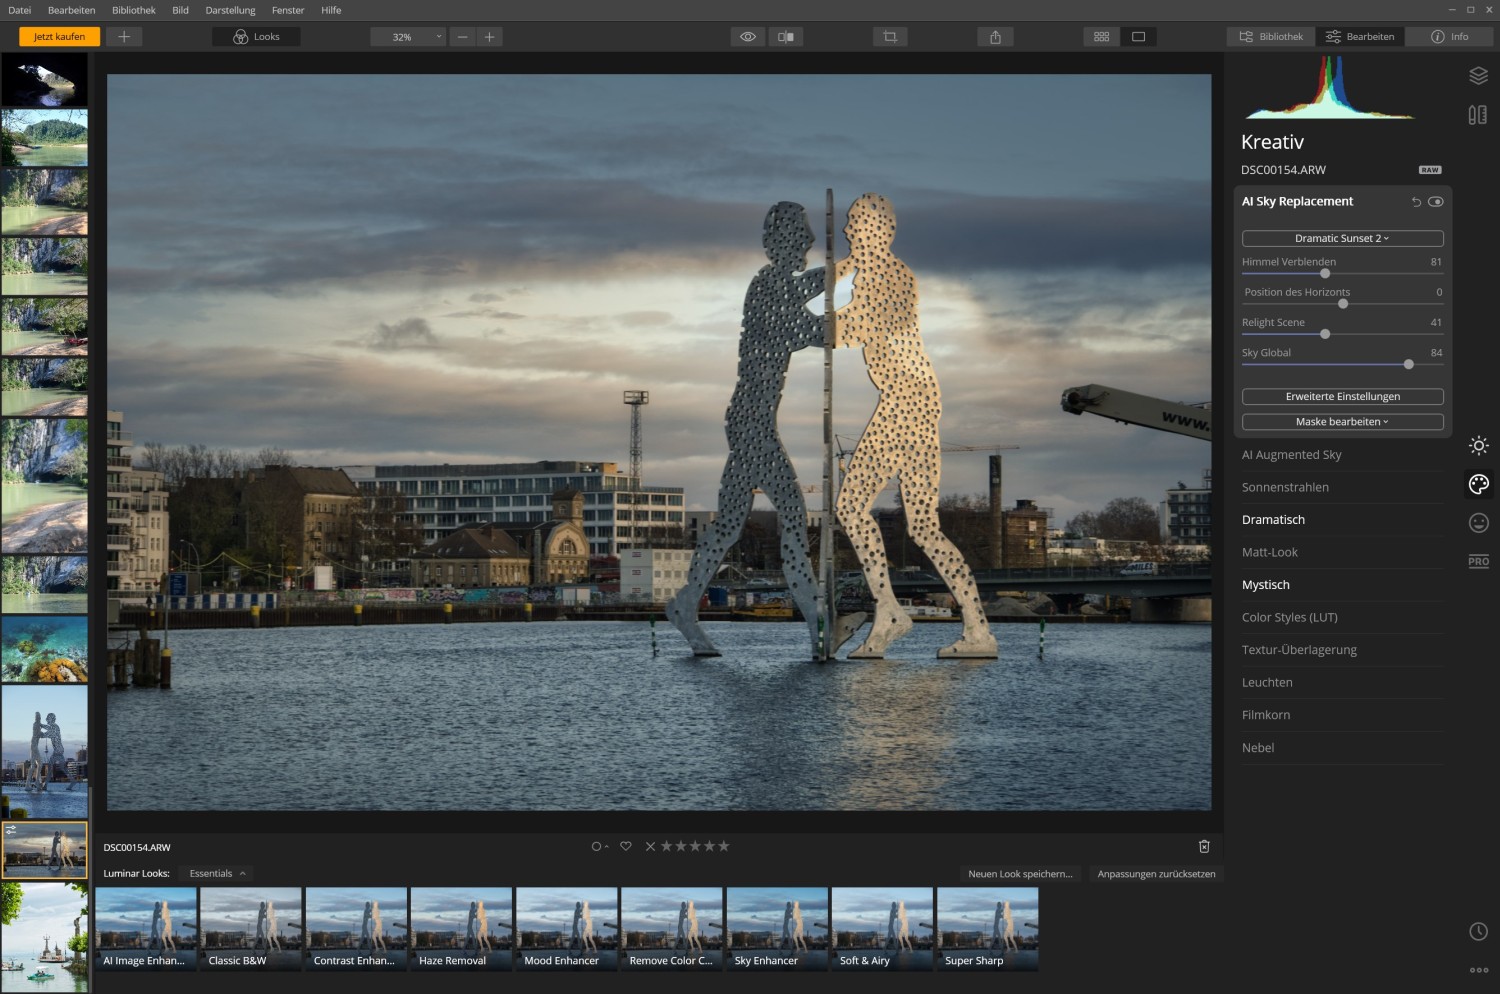 Datei Bearbeiten Bibliothek Bild Darstellung Fenster Hilfe
Jetzt kaufen Looks 32% Bibliothek Bearbeiten Info
Kreativ
DSC00154.ARW RAW
AI Sky Replacement
Dramatic Sunset 2
Himmel Verblenden 81
Position des Horizonts 0
Relight Scene 41
Sky Global 84
Erweiterte Einstellungen
Maske bearbeiten
AI Augmented Sky
Sonnenstrahlen
Dramatisch
Matt-Look
Mystisch
Color Styles (LUT)
Textur-Überlagerung
Leuchten
Filmkorn
Nebel
PRO
www.
DSC00154.ARW
Luminar Looks: Essentials Neuen Look speichern... Anpassungen zurücksetzen
AI Image Enhan... Classic B&W Contrast Enhan... Haze Removal Mood Enhancer Remove Color C... Sky Enhancer Soft & Airy Super Sharp